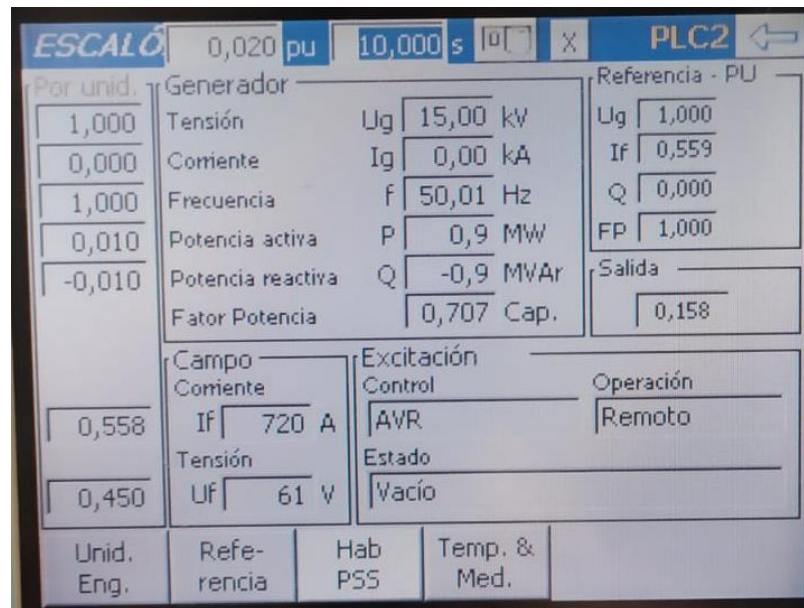 ESCALÓ 0,020 pu 10,000 s X PLC2
Por unid. Generador Referencia - PU
1,000 Tensión Ug 15,00 kV Ug 1,000
0,000 Corriente Ig 0,00 kA If 0,559
1,000 Frecuencia f 50,01 Hz Q 0,000
0,010 Potencia activa P 0,9 MW FP 1,000
-0,010 Potencia reactiva Q -0,9 MVAr Salida
Fator Potencia 0,707 Cap. 0,158
Campo Excitación
Corriente Control Operación
0,558 If 720 A AVR Remoto
Tensión Estado
0,450 Uf 61 V Vacío
Unid. Refe- Hab Temp. &
Eng. rencia PSS Med.